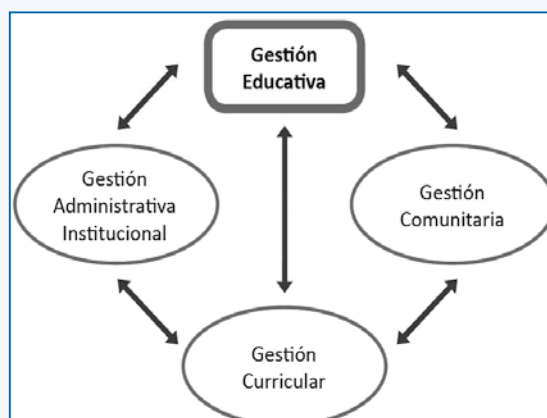 Gestión
Educativa
Gestión
Administrativa
Institucional
Gestión
Comunitaria
Gestión
Curricular